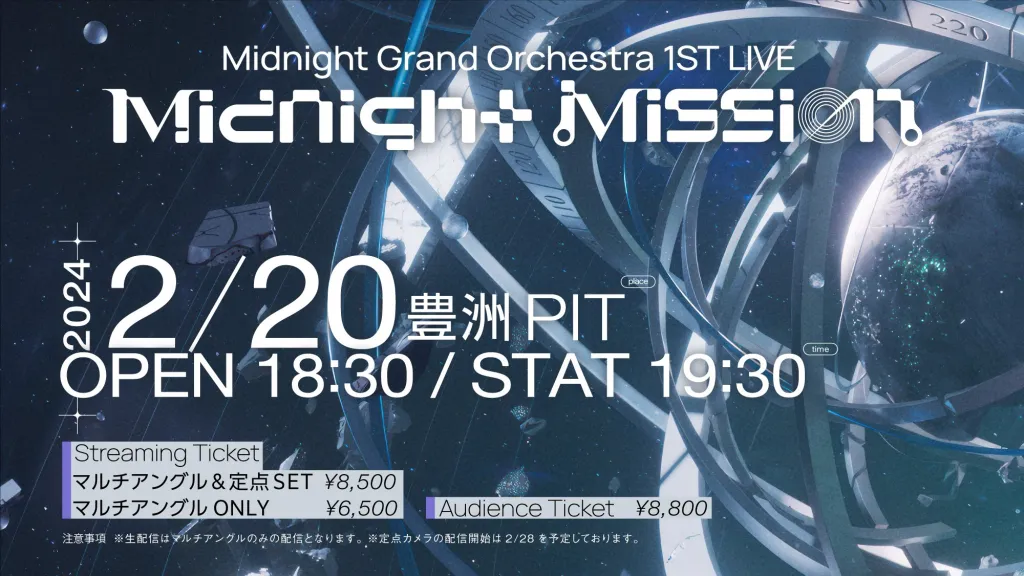 Midnight Grand Orchestra 1ST LIVE
Midnight Mission
2024
2/20 豊洲 PIT
place
OPEN 18:30 / STAT 19:30
time
Streaming Ticket
マルチアングル&定点SET ¥8,500
マルチアングル ONLY ¥6,500
Audience Ticket ¥8,800
注意事項 ※生配信はマルチアングルのみの配信となります。※定点カメラの配信開始は 2/28 を予定しております。
220